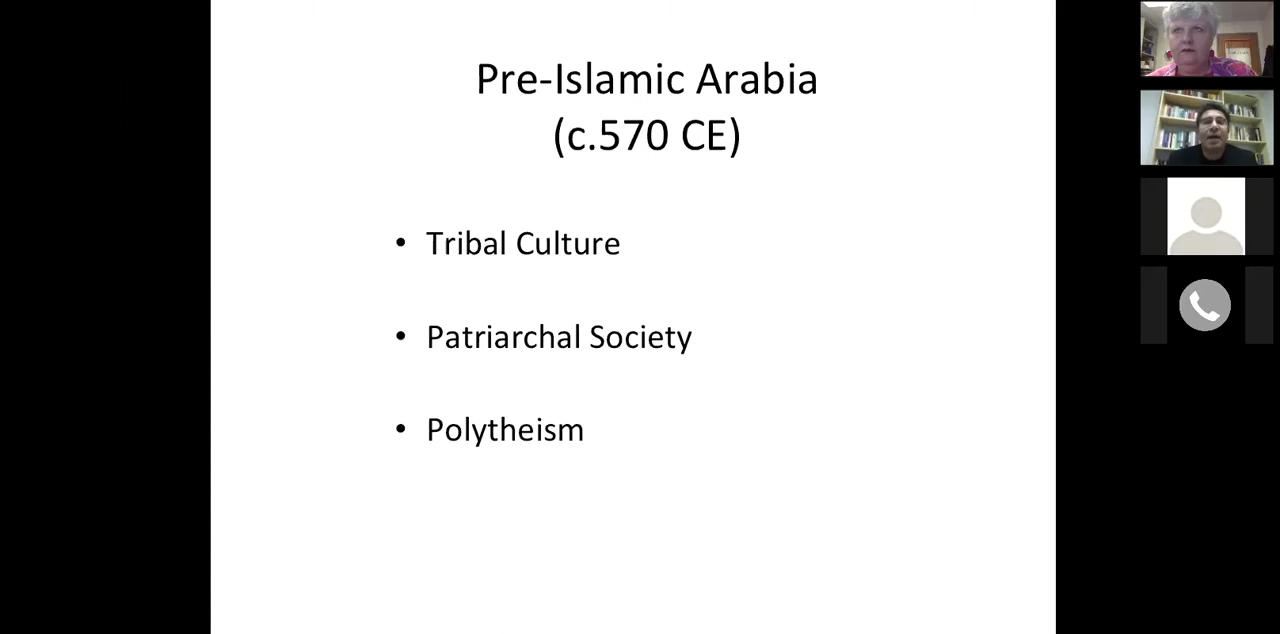 Pre-Islamic Arabia
(c.570 CE)
• Tribal Culture
• Patriarchal Society
• Polytheism